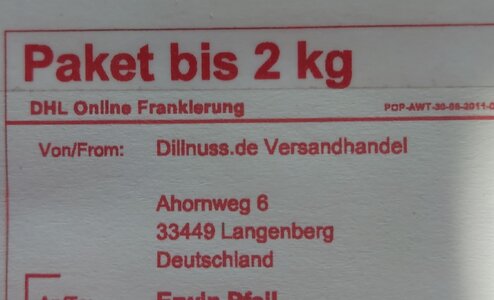 Paket bis 2 kg
DHL Online Frankierung
Von/From: Dillnuss.de Versandhandel
Ahornweg 6
33449 Langenberg
Deutschland